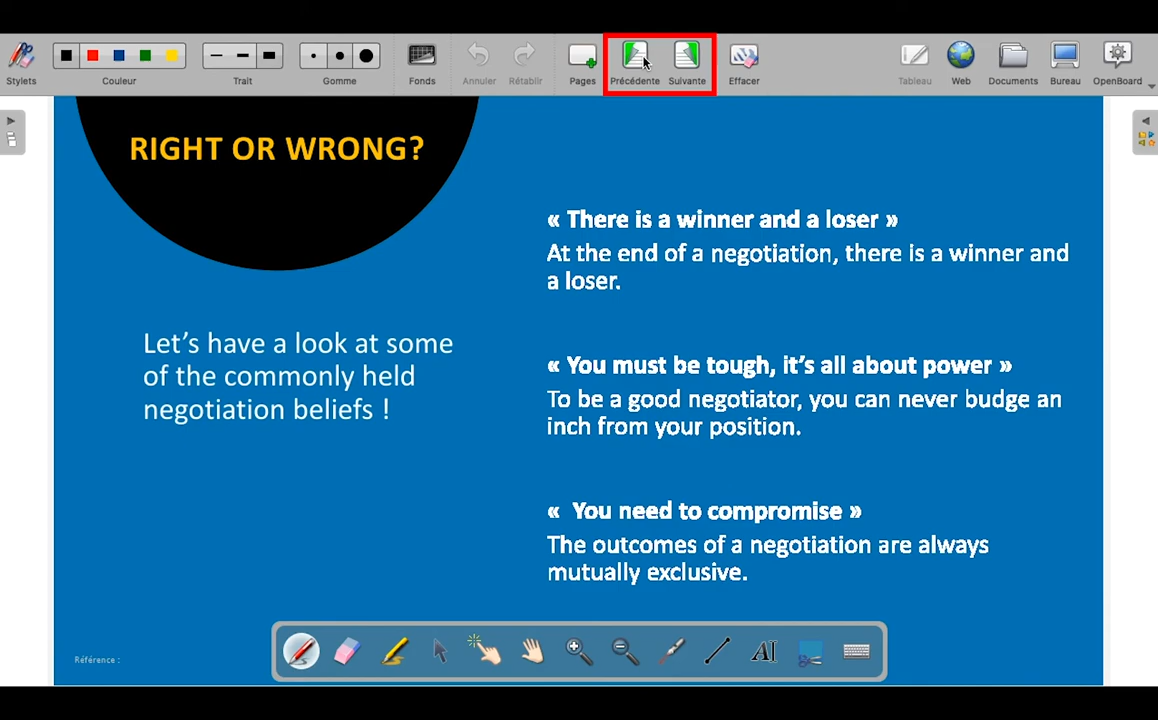 Stylets Couleur Trait Gomme Fonds Annuler Rétablir Pages Précédente Suivante Effacer Tableau Web Documents Bureau OpenBoard
RIGHT OR WRONG?
Let's have a look at some
of the commonly held
negotiation beliefs !
« There is a winner and a loser »
At the end of a negotiation, there is a winner and
a loser.
« You must be tough, it's all about power »
To be a good negotiator, you can never budge an
inch from your position.
«  You need to compromise »
The outcomes of a negotiation are always
mutually exclusive.
Référence :
AI